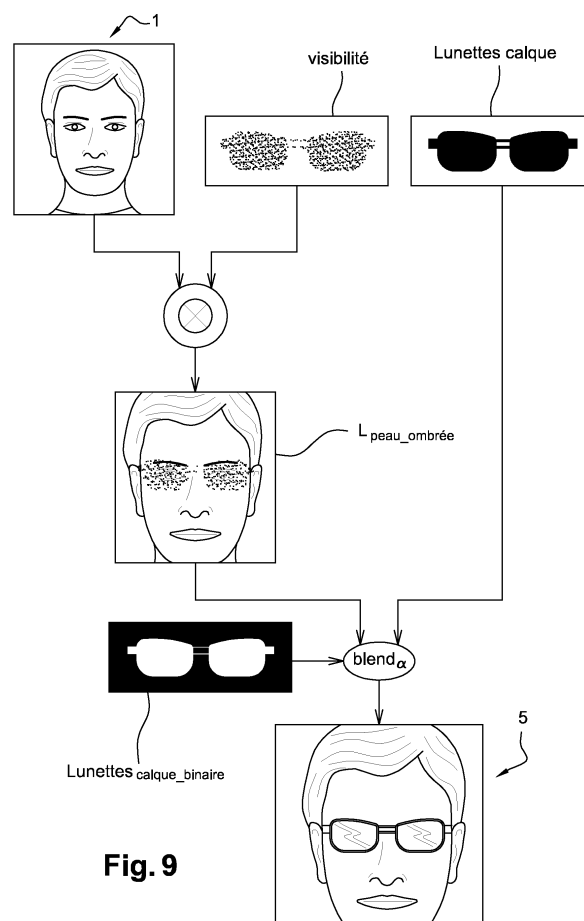 1
visibilité
Lunettes calque
L peau_ombrée
blend α
Lunettes calque_binaire
5
Fig. 9